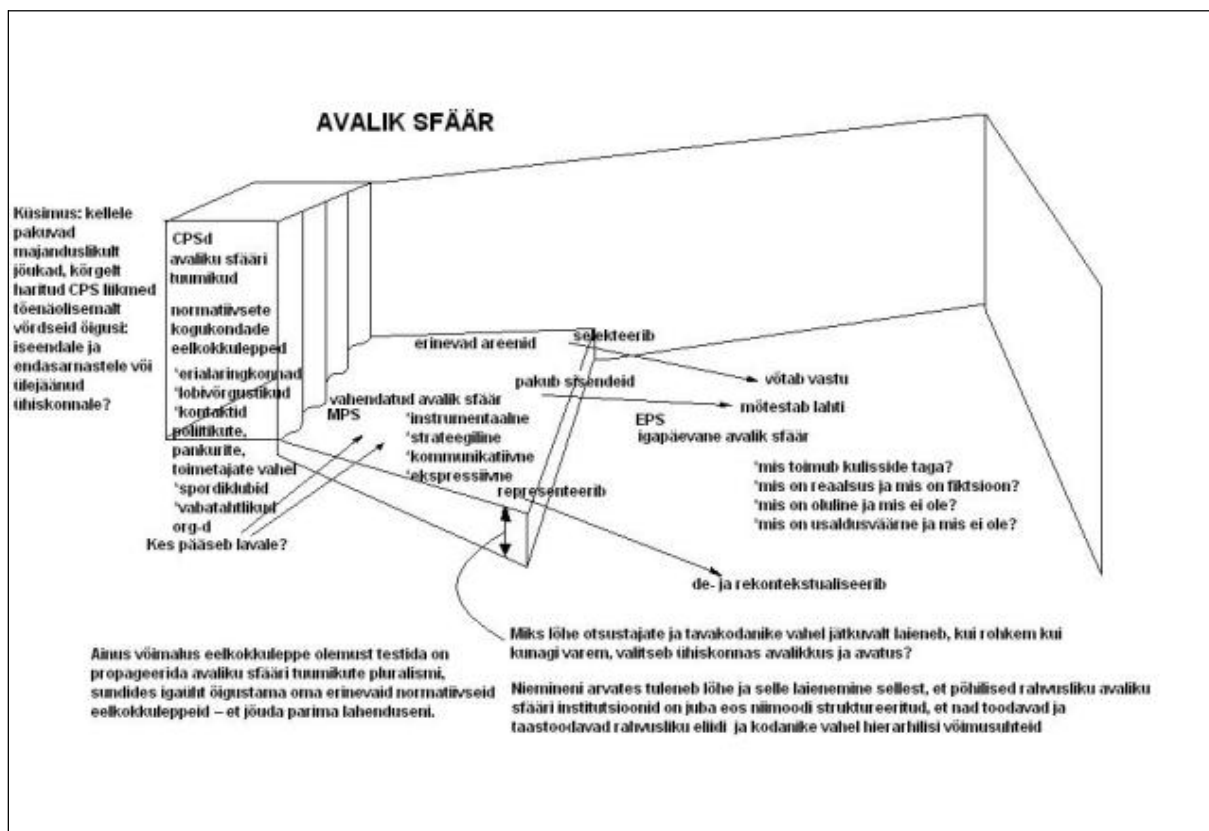 AVALIK SFÄÄR
Küsimus: kellele
pakuvad
majanduslikult
jõukad, kõrgelt
haritud CPS liikmed
tõenäolisemalt
võrdseid õigusi:
iseendale ja
endasarnastele või
ülejäänud
ühiskonnale?
CPSd
avaliku sfääri
tuumikud
normatiivsete
kogukondade
eelkokkulepped
*erialaringkonnad
*lobivõrgustikud
*kontaktid
poliitikute,
pankurite,
toimetajate vahel
*spordiklubid
*vabatahtlikud
org-d
Kes pääseb lavale?
erinevad areenid
vahendatud avalik sfäär
MPS
*instrumentaalne
*strateegiline
*kommunikatiivne
*ekspressiivne
selekteerib
pakub sisendeid
representeerib
võtab vastu
mõtestab lahti
EPS
igapäevane avalik sfäär
*mis toimub kulisside taga?
*mis on reaalsus ja mis on fiktsioon?
*mis on oluline ja mis ei ole?
*mis on usaldusväärne ja mis ei ole?
de- ja rekontekstualiseerib
Ainus võimalus eelkokkuleppe olemust testida on
propageerida avaliku sfääri tuumikute pluralismi,
sundides igaüht õigustama oma erinevaid normatiivseid
eelkokkuleppeid – et jõuda parima lahenduseni.
Miks lõhe otsustajate ja tavakodanike vahel jätkuvalt laieneb, kui rohkem kui
kunagi varem, valitseb ühiskonnas avalikkus ja avatus?
Niemineni arvates tuleneb lõhe ja selle laienemine sellest, et põhilised rahvusliku avaliku
sfääri institutsioonid on juba eos niimoodi struktureeritud, et nad toodavad ja
taastoodavad rahvusliku eliidi ja kodanike vahel hierarhilisi võimusuhteid